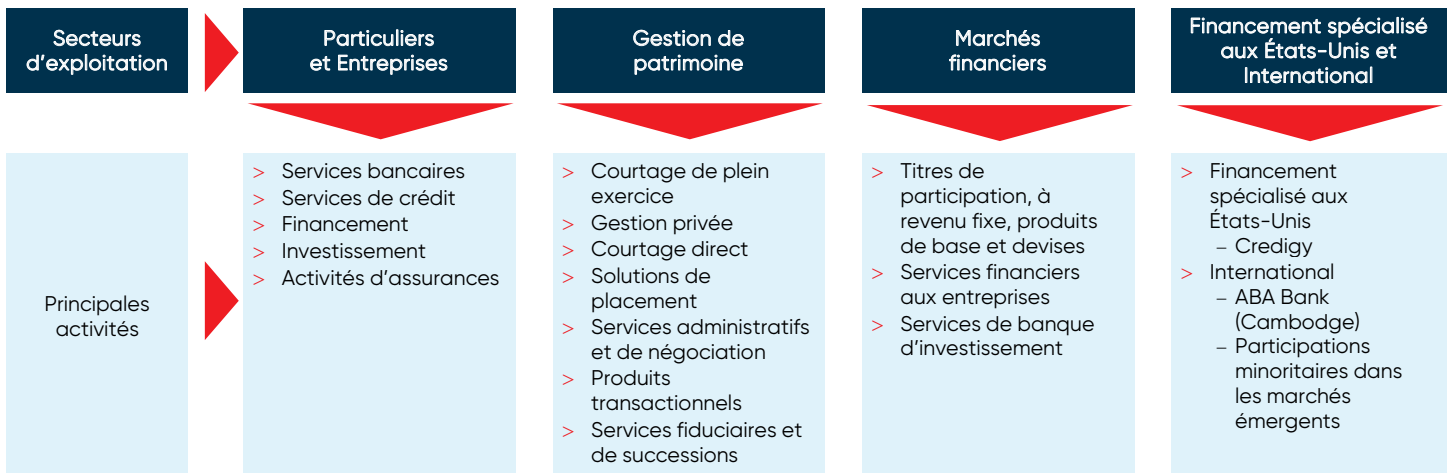 Secteurs
d'exploitation
Particuliers
et Entreprises
Gestion de
patrimoine
Marchés
financiers
Financement spécialisé
aux États-Unis et
International
Principales
activités
> Services bancaires
> Services de crédit
> Financement
> Investissement
> Activités d'assurances
> Courtage de plein
exercice
> Gestion privée
> Courtage direct
> Solutions de
placement
> Services administratifs
et de négociation
> Produits
transactionnels
> Services fiduciaires et
de successions
> Titres de
participation, à
revenu fixe, produits
de base et devises
> Services financiers
aux entreprises
> Services de banque
d'investissement
> Financement
spécialisé aux
États-Unis
– Credigy
> International
– ABA Bank
(Cambodge)
– Participations
minoritaires dans
les marchés
émergents